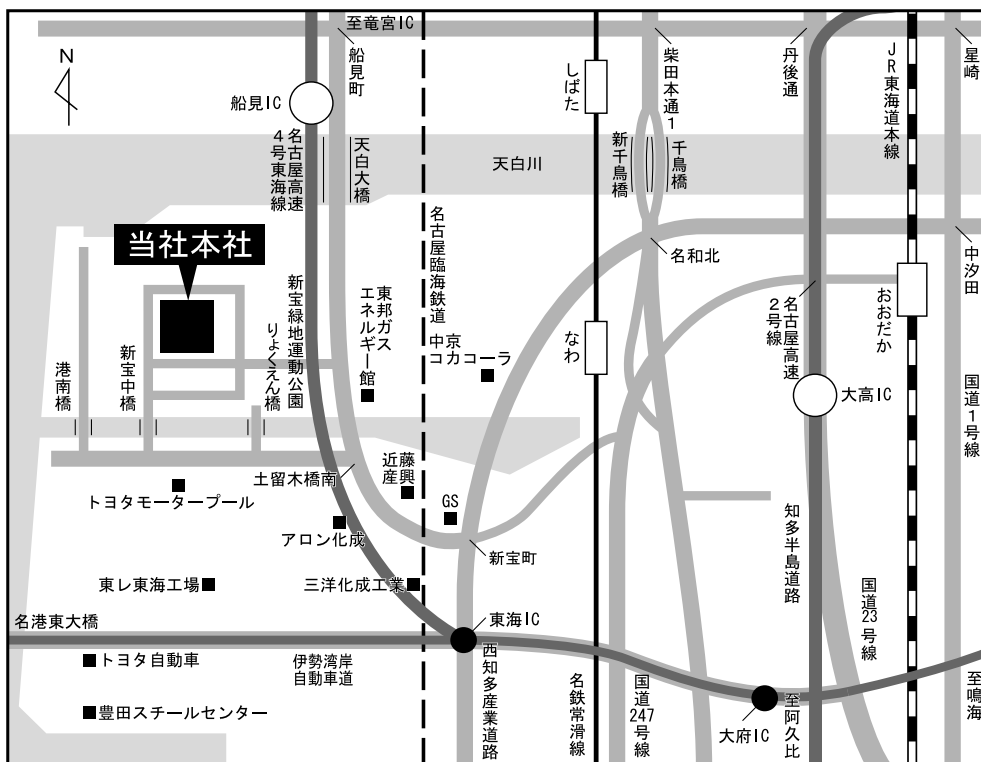 至竜宮IC
N
船見町
船見IC
しばた
柴田本通1
丹後通
JR東海道本線
星崎
名古屋高速
4号東海線
天白大橋
天白川
新千鳥橋
千鳥橋
当社本社
名古屋臨海鉄道
名和北
中汐田
新宝緑地運動公園
東邦ガス
エネルギー館
中京
コカコーラ
なわ
名古屋高速
2号線
おおだか
港南橋
新宝中橋
りょくえん橋
大高IC
国道1号線
土留木橋南
近藤
産興
トヨタモータープール
GS
アロン化成
新宝町
知多半島道路
東レ東海工場
三洋化成工業
国道23号線
名港東大橋
東海IC
トヨタ自動車
伊勢湾岸
自動車道
西知多産業道路
名鉄常滑線
国道247号線
至阿久比
至鳴海
豊田スチールセンター
大府IC